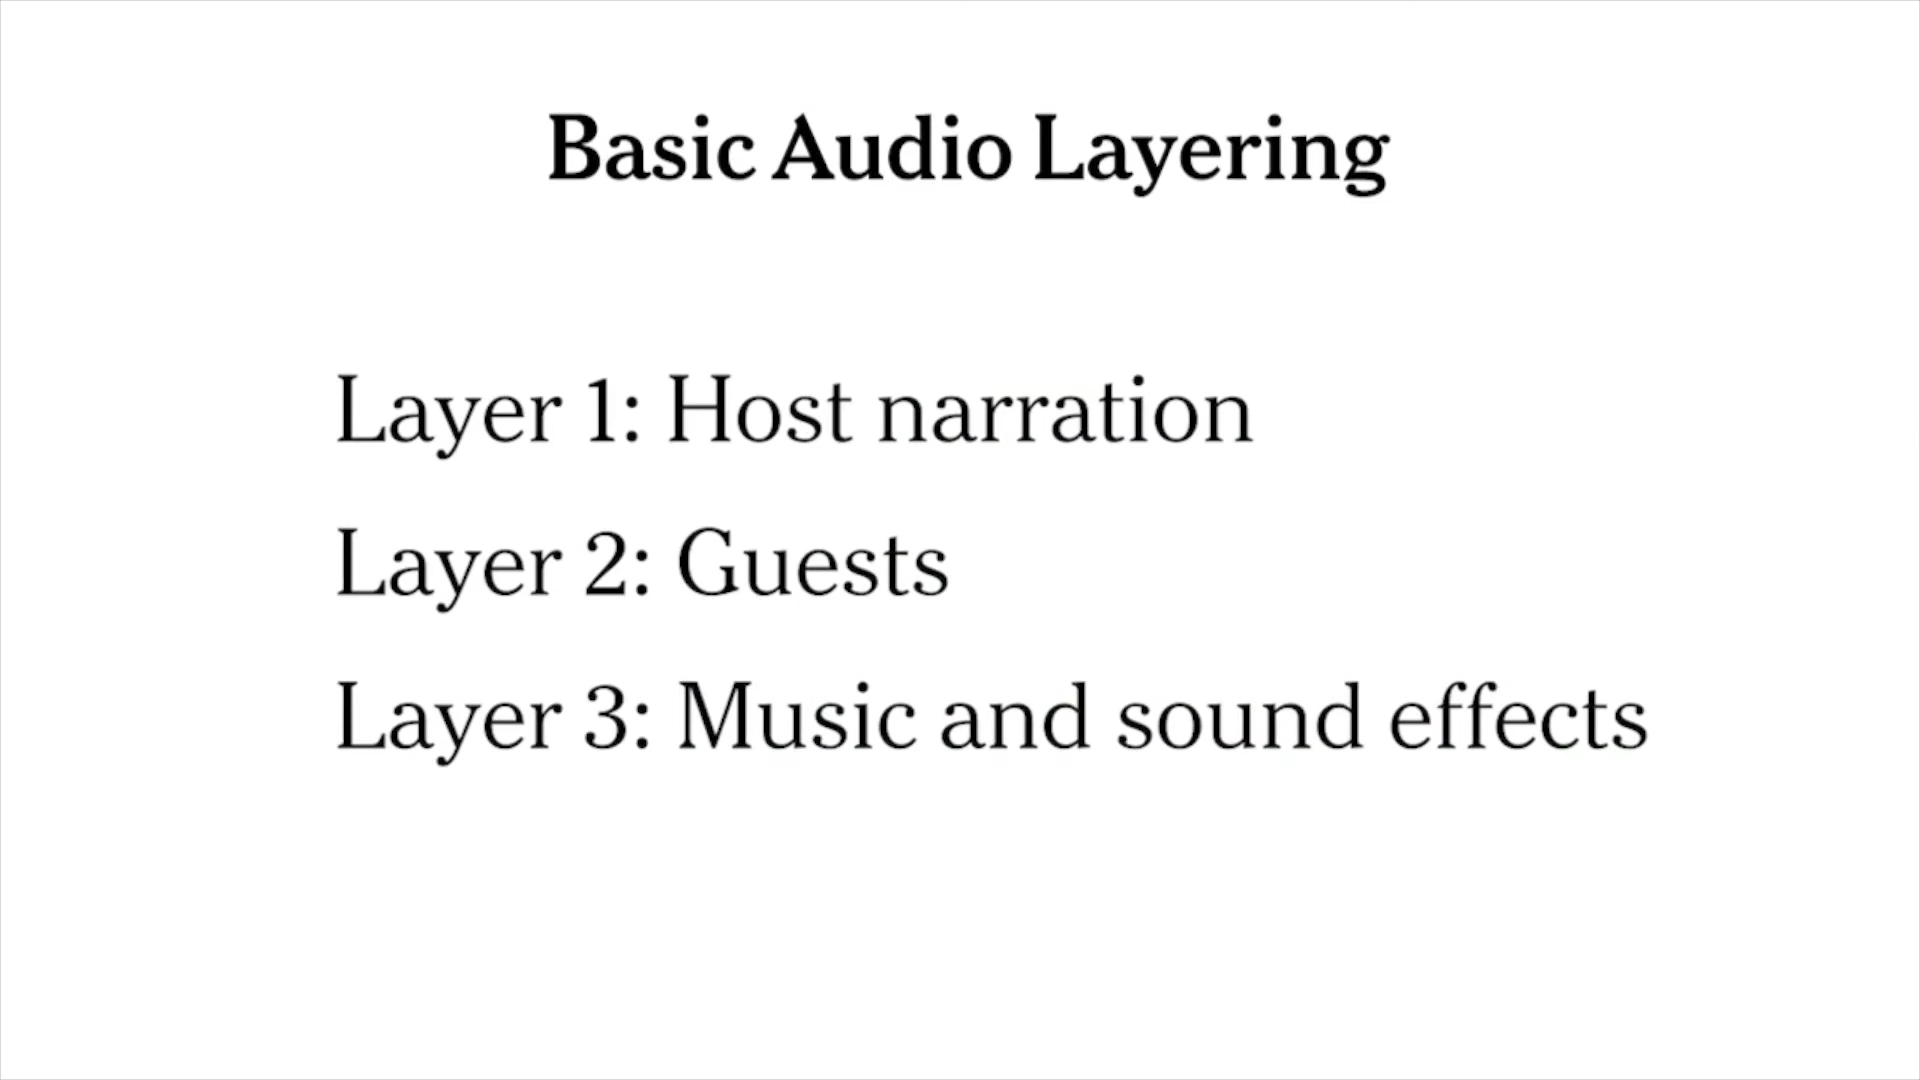 Basic Audio Layering
Layer 1: Host narration
Layer 2: Guests
Layer 3: Music and sound effects